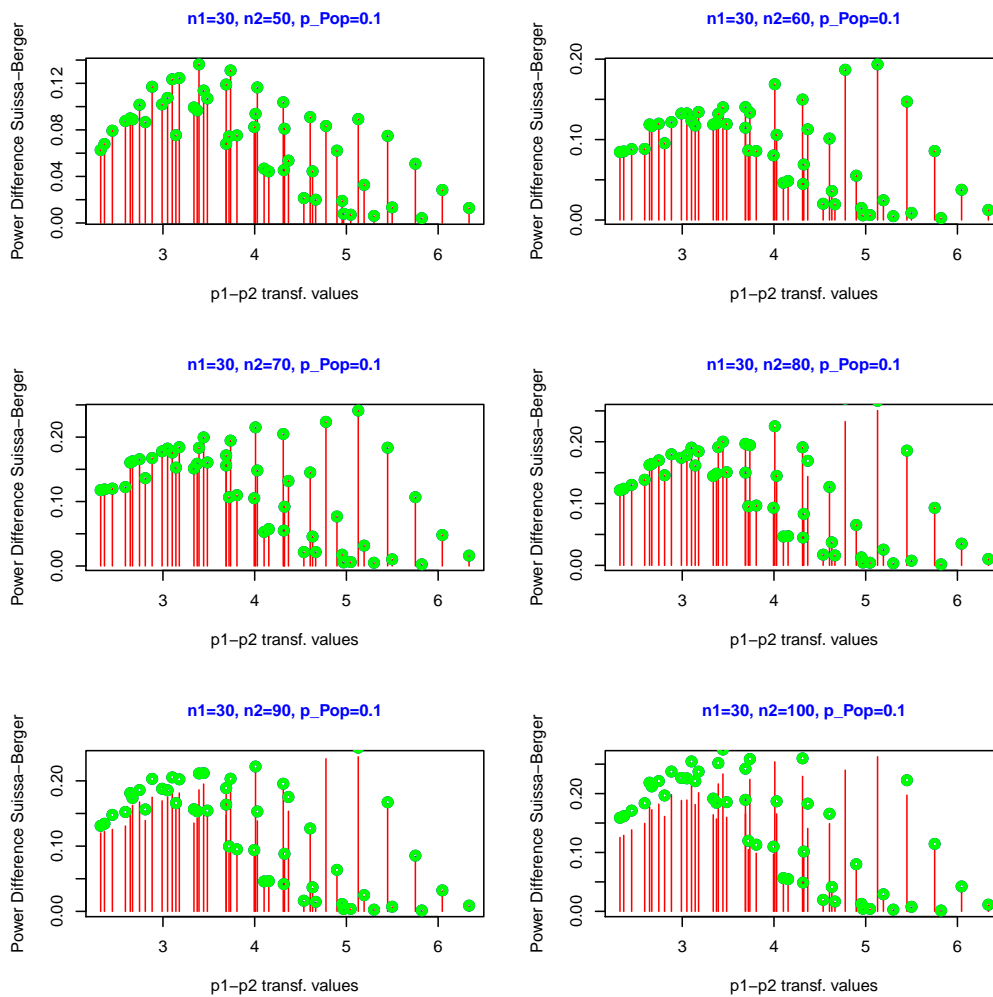 n1=30, n2=50, p_Pop=0.1
Power Difference Suissa−Berger
0.12
0.08
0.04
0.00
3 4 5 6
p1−p2 transf. values
n1=30, n2=60, p_Pop=0.1
Power Difference Suissa−Berger
0.20
0.10
0.00
3 4 5 6
p1−p2 transf. values
n1=30, n2=70, p_Pop=0.1
Power Difference Suissa−Berger
0.20
0.10
0.00
3 4 5 6
p1−p2 transf. values
n1=30, n2=80, p_Pop=0.1
Power Difference Suissa−Berger
0.20
0.10
0.00
3 4 5 6
p1−p2 transf. values
n1=30, n2=90, p_Pop=0.1
Power Difference Suissa−Berger
0.20
0.10
0.00
3 4 5 6
p1−p2 transf. values
n1=30, n2=100, p_Pop=0.1
Power Difference Suissa−Berger
0.20
0.10
0.00
3 4 5 6
p1−p2 transf. values